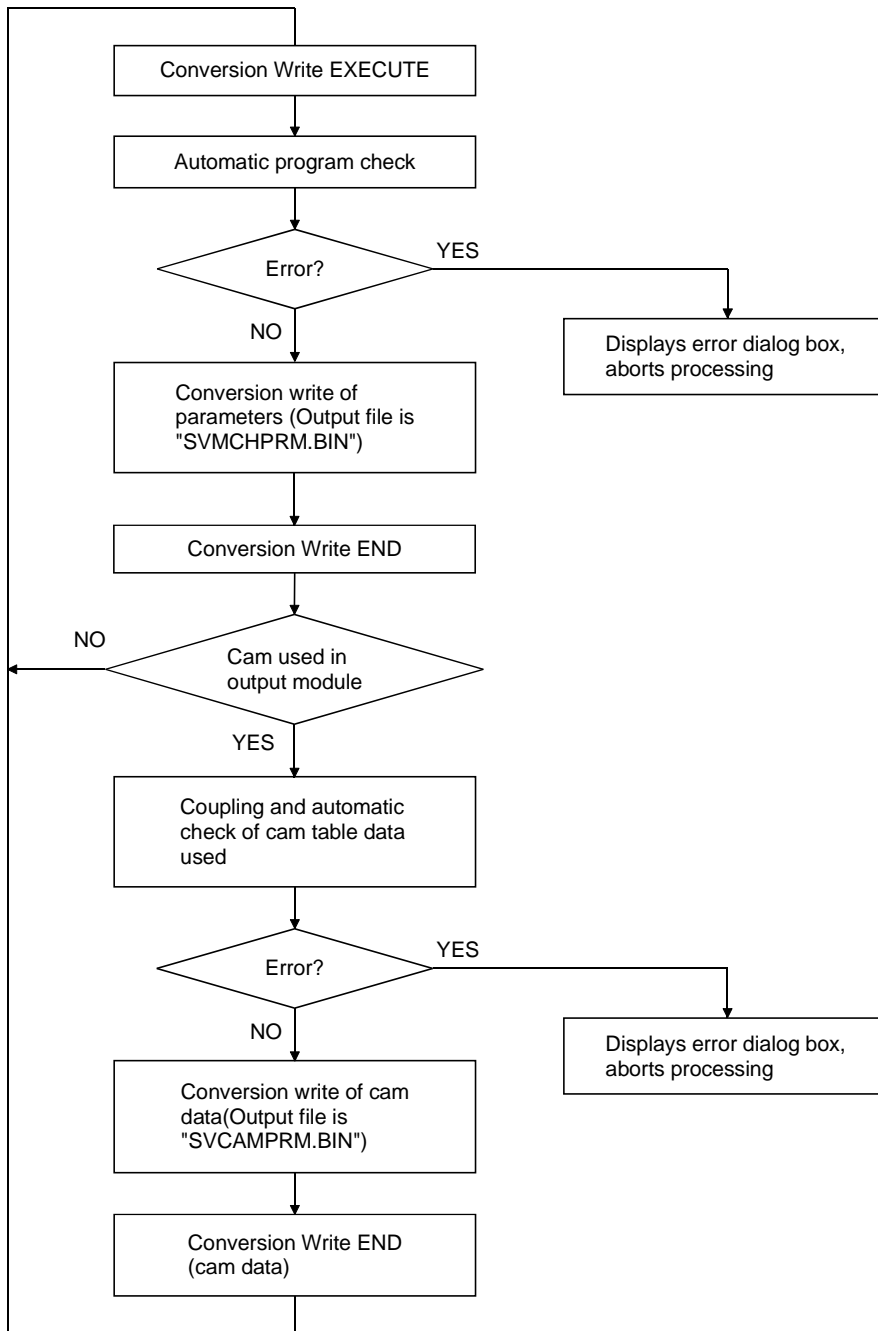 Conversion Write EXECUTE
Automatic program check
Error?
YES
NO
Displays error dialog box,
aborts processing
Conversion write of
parameters (Output file is
"SVMCHPRM.BIN")
Conversion Write END
NO
Cam used in
output module
YES
Coupling and automatic
check of cam table data
used
Error?
YES
NO
Displays error dialog box,
aborts processing
Conversion write of cam
data(Output file is
"SVCAMPRM.BIN")
Conversion Write END
(cam data)